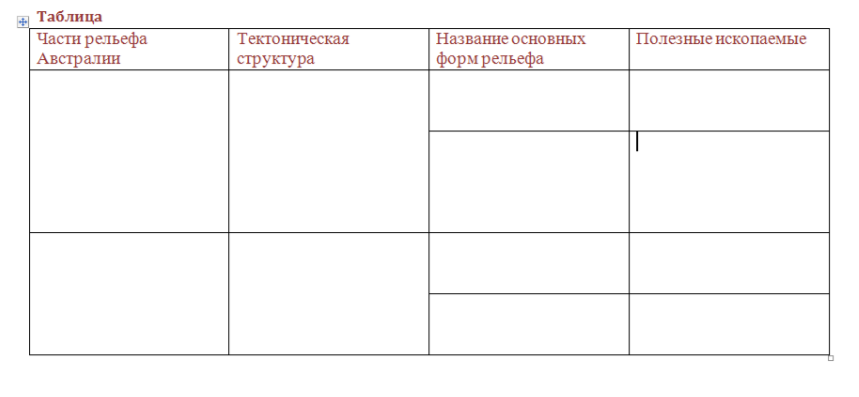 Таблица
Части рельефа
Австралии
Тектоническая
структура
Название основных
форм рельефа
Полезные ископаемые